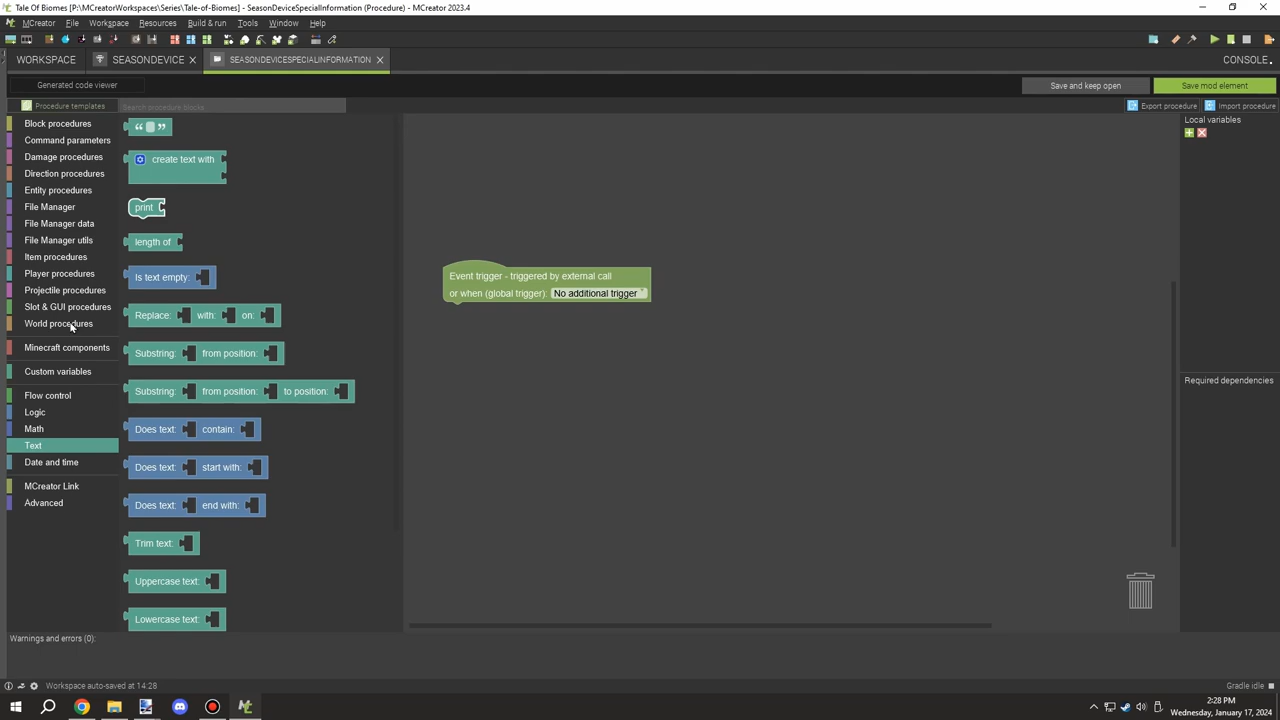 Tale Of Biomes [P:\MCreatorWorkspaces\Series\Tale-of-Biomes] - SeasonDeviceSpecialInformation (Procedure) - MCreator 2023.4
MCreator File Workspace Resources Build & run Tools Window Help
WORKSPACE SEASONDEVICE SEASONDEVICESPECIALINFORMATION CONSOLE
Generated code viewer Save and keep open Save mod element
Procedure templates Search procedure blocks Export procedure Import procedure
Block procedures
Command parameters
Damage procedures
Direction procedures
Entity procedures
File Manager
File Manager data
File Manager utils
Item procedures
Player procedures
Projectile procedures
Slot & GUI procedures
World procedures
Minecraft components
Custom variables
Flow control
Logic
Math
Text
Date and time
MCreator Link
Advanced
“ ”
create text with
print
length of
Is text empty:
Replace: with: on:
Substring: from position:
Substring: from position: to position:
Does text: contain:
Does text: start with:
Does text: end with:
Trim text:
Uppercase text:
Lowercase text:
Event trigger - triggered by external call
or when (global trigger): No additional trigger
Local variables
Required dependencies
Warnings and errors (0):
Workspace auto-saved at 14:28 Gradle idle
2:28 PM
Wednesday, January 17, 2024